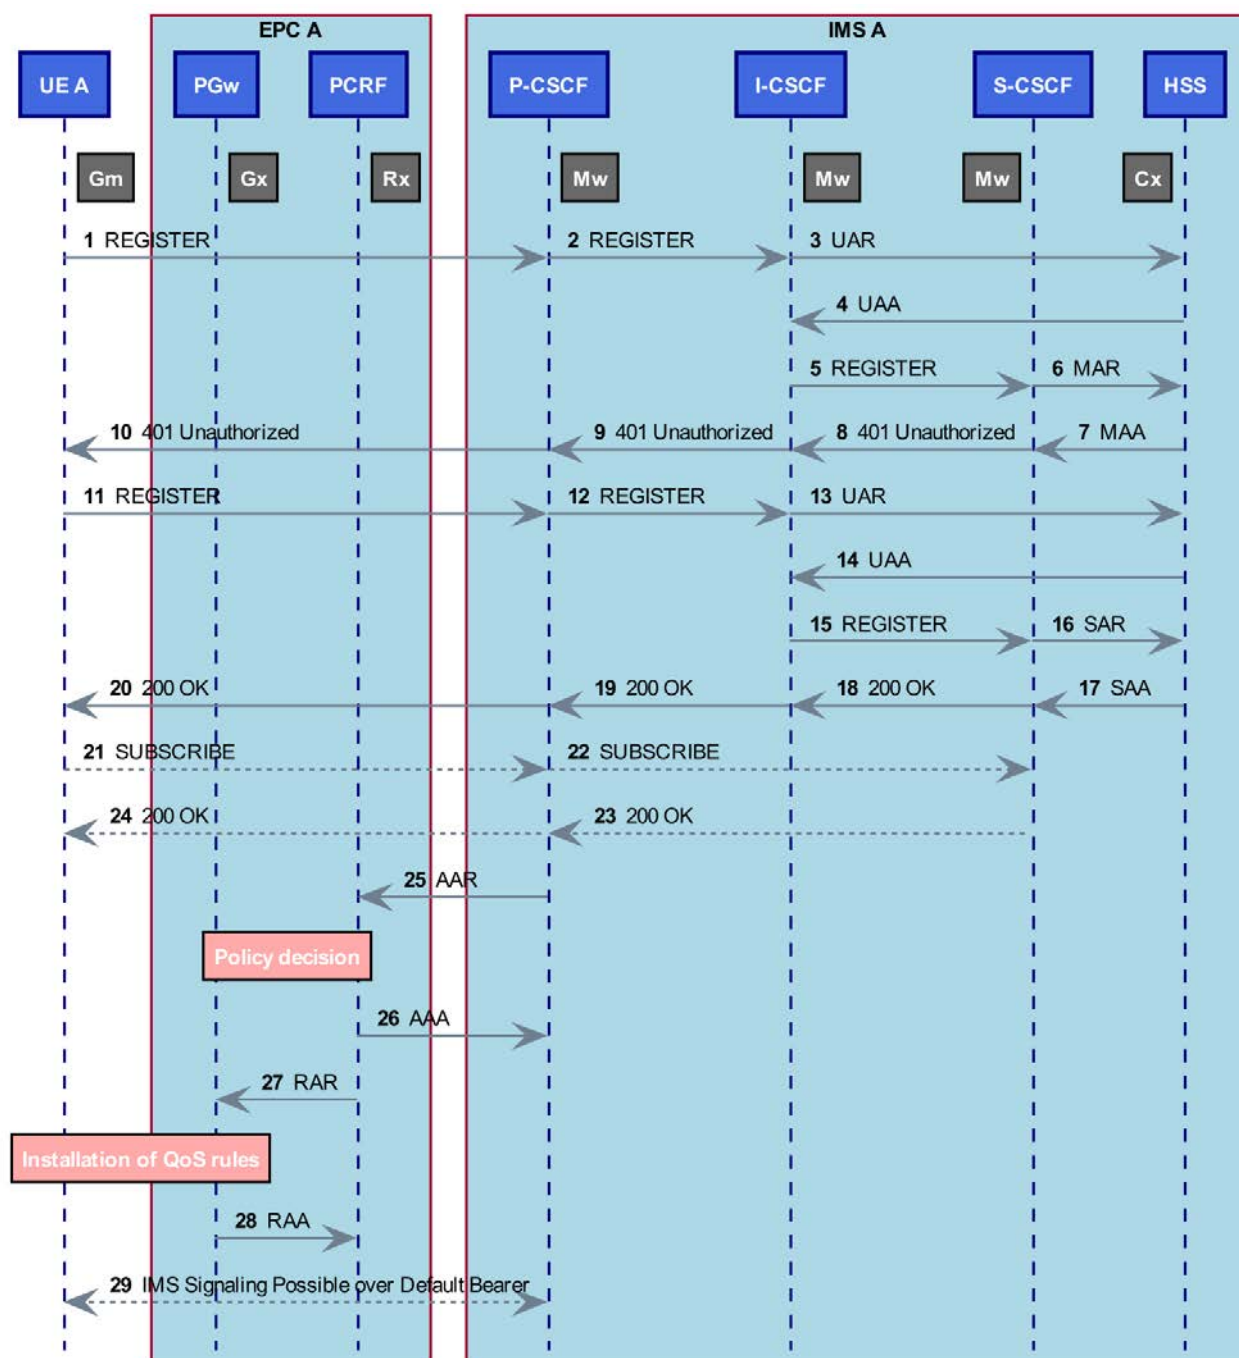 EPC A
IMS A
UE A
PGw
PCRF
P-CSCF
I-CSCF
S-CSCF
HSS
Gm
Gx
Rx
Mw
Mw
Mw
Cx
1 REGISTER
2 REGISTER
3 UAR
4 UAA
5 REGISTER
6 MAR
10 401 Unauthorized
9 401 Unauthorized
8 401 Unauthorized
7 MAA
11 REGISTER
12 REGISTER
13 UAR
14 UAA
15 REGISTER
16 SAR
20 200 OK
19 200 OK
18 200 OK
17 SAA
21 SUBSCRIBE
22 SUBSCRIBE
24 200 OK
23 200 OK
25 AAR
Policy decision
26 AAA
27 RAR
Installation of QoS rules
28 RAA
29 IMS Signaling Possible over Default Bearer